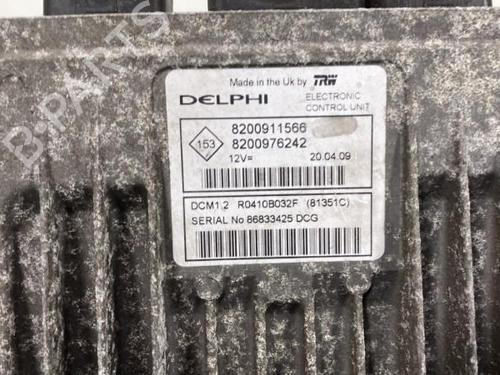 Made in the Uk by TRW
DELPHI
ELECTRONIC
CONTROL UNIT
153
8200911566
8200976242
12V=
20.04.09
DCM1.2 R0410B032F (81351C)
SERIAL No 86833425 DCG